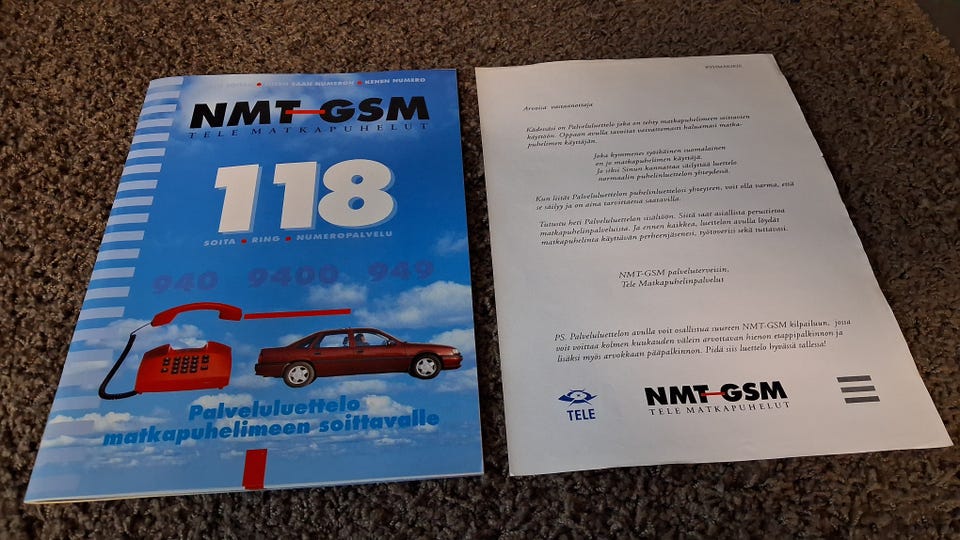 SAAN NUMERON • KENEN NUMERO
NMT-GSM
TELE MATKAPUHELUT
118
SOITA • RING • NUMEROPALVELU
940 9400 949
Palveluluettelo
matkapuhelimeen soittavalle
Arvoisa vastaanottaja
Kädessäsi on Palveluluettelo joka on tehty matkapuhelimeen soittavien
käyttöön. Oppaan avulla tavoitat vaivattomasti haluamasi matka-
puhelimen käyttäjän.
Joka kymmenes työikäinen suomalainen
on jo matkapuhelimen käyttäjä.
Ja siksi Sinun kannattaa säilyttää luettelo
normaalin puhelinluettelon yhteydessä.
Kun liität Palveluluettelon puhelinluettelosi yhteyteen, voit olla varma, että
se säilyy ja on aina tarvittaessa saatavilla.
Tutustu heti Palveluluettelon sisältöön. Siitä saat asiallista perustietoa
matkapuhelinpalveluista. Ja ennen kaikkea, luettelon avulla löydät
matkapuhelinta käyttävän perheenjäsenesi, työtoverisi sekä tuttavasi.
NMT-GSM palveluterveisin,
Tele Matkapuhelinpalvelut
PS. Palveluluettelon avulla voit osallistua suureen NMT-GSM kilpailuun, jossa
voit voittaa kolmen kuukauden välein arvottavan hienon etappipalkinnon ja
lisäksi myös arvokkaan pääpalkinnon. Pidä siis luettelo hyvässä tallessa!
TELE
NMT-GSM
TELE MATKAPUHELUT